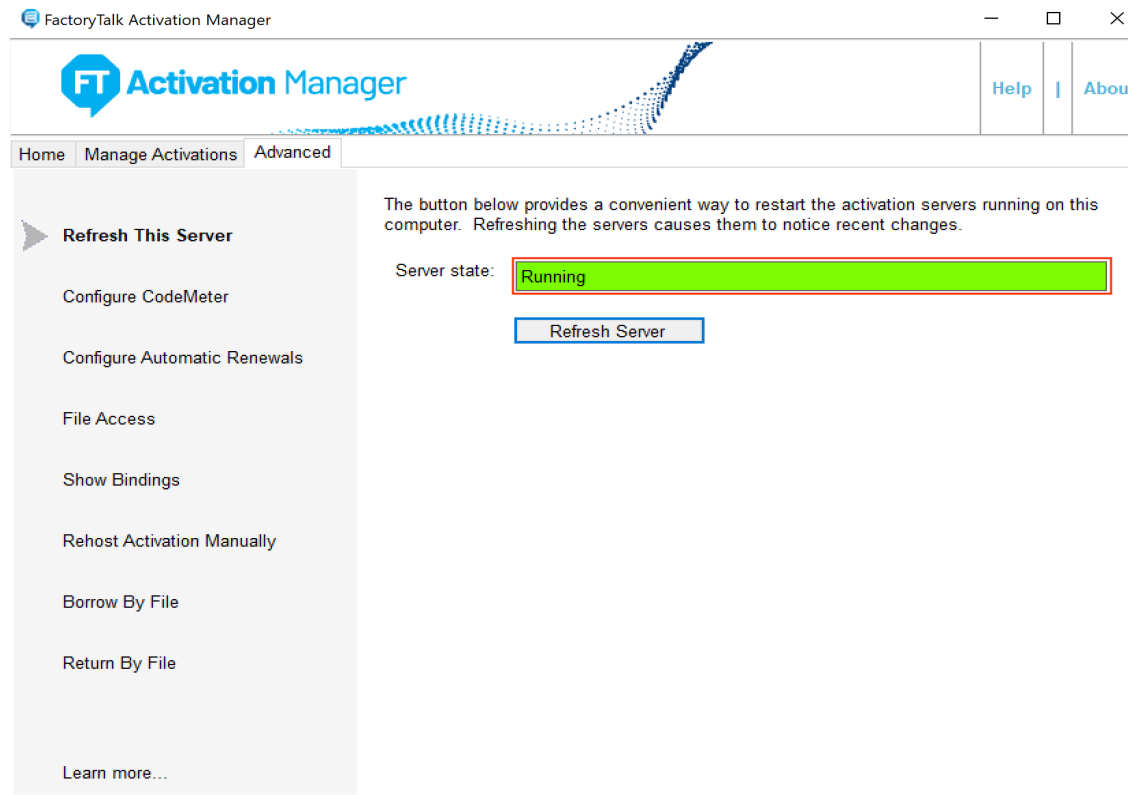 FactoryTalk Activation Manager
FT Activation Manager
Help | Abou
Home Manage Activations Advanced
The button below provides a convenient way to restart the activation servers running on this
computer. Refreshing the servers causes them to notice recent changes.
Refresh This Server
Server state: Running
Configure CodeMeter
Refresh Server
Configure Automatic Renewals
File Access
Show Bindings
Rehost Activation Manually
Borrow By File
Return By File
Learn more...